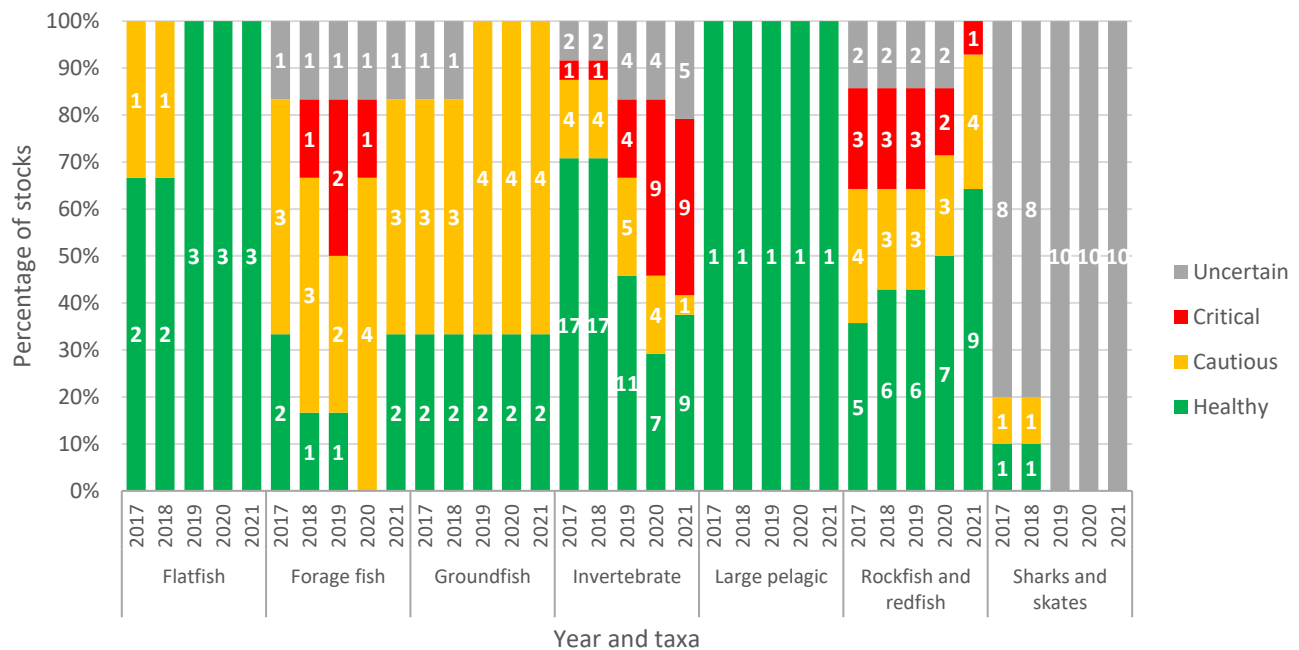 Percentage of stocks
100%
90%
80%
70%
60%
50%
40%
30%
20%
10%
0%
1 1
2 2 3 3 3
1 1 1 1 1
1 2 1
3 3 2 4 3
2 1 1 2
1 1
3 3 4 4 4
2 2 2 2 2
2 2 4 4 5
1 1 4 9 9
4 4 5 4 1
17 17 11 7 9
1 1 1 1 1
2 2 2 2
3 3 3 2 1
4 3 3 3 4
5 6 6 7 9
8 8 10 10 10
1 1
1 1
2017 2018 2019 2020 2021 2017 2018 2019 2020 2021 2017 2018 2019 2020 2021 2017 2018 2019 2020 2021 2017 2018 2019 2020 2021 2017 2018 2019 2020 2021 2017 2018 2019 2020 2021
Flatfish
Forage fish
Groundfish
Invertebrate
Large pelagic
Rockfish and
redfish
Sharks and
skates
Year and taxa
Uncertain
Critical
Cautious
Healthy